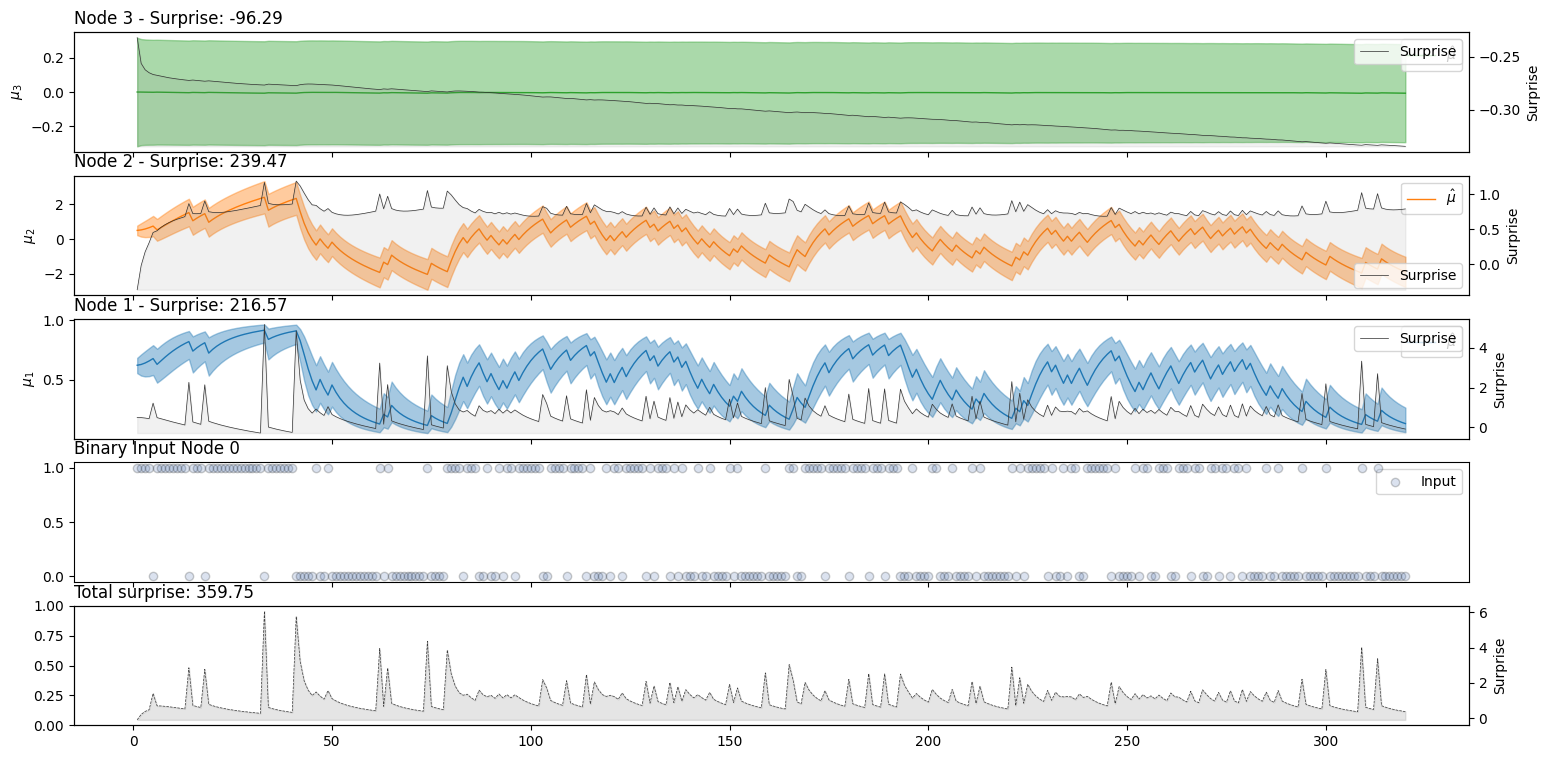 Node 3 - Surprise: -96.29
0.2
0.0
−0.2
μ3
Surprise
−0.25
−0.30
Surprise
Node 2 - Surprise: 239.47
2
0
−2
μ2
μ̂
Surprise
1.0
0.5
0.0
Surprise
Node 1 - Surprise: 216.57
1.0
0.5
μ1
Surprise
4
2
0
Surprise
Binary Input Node 0
1.0
0.5
0.0
Input
Total surprise: 359.75
1.00
0.75
0.50
0.25
0.00
6
4
2
0
Surprise
0 50 100 150 200 250 300